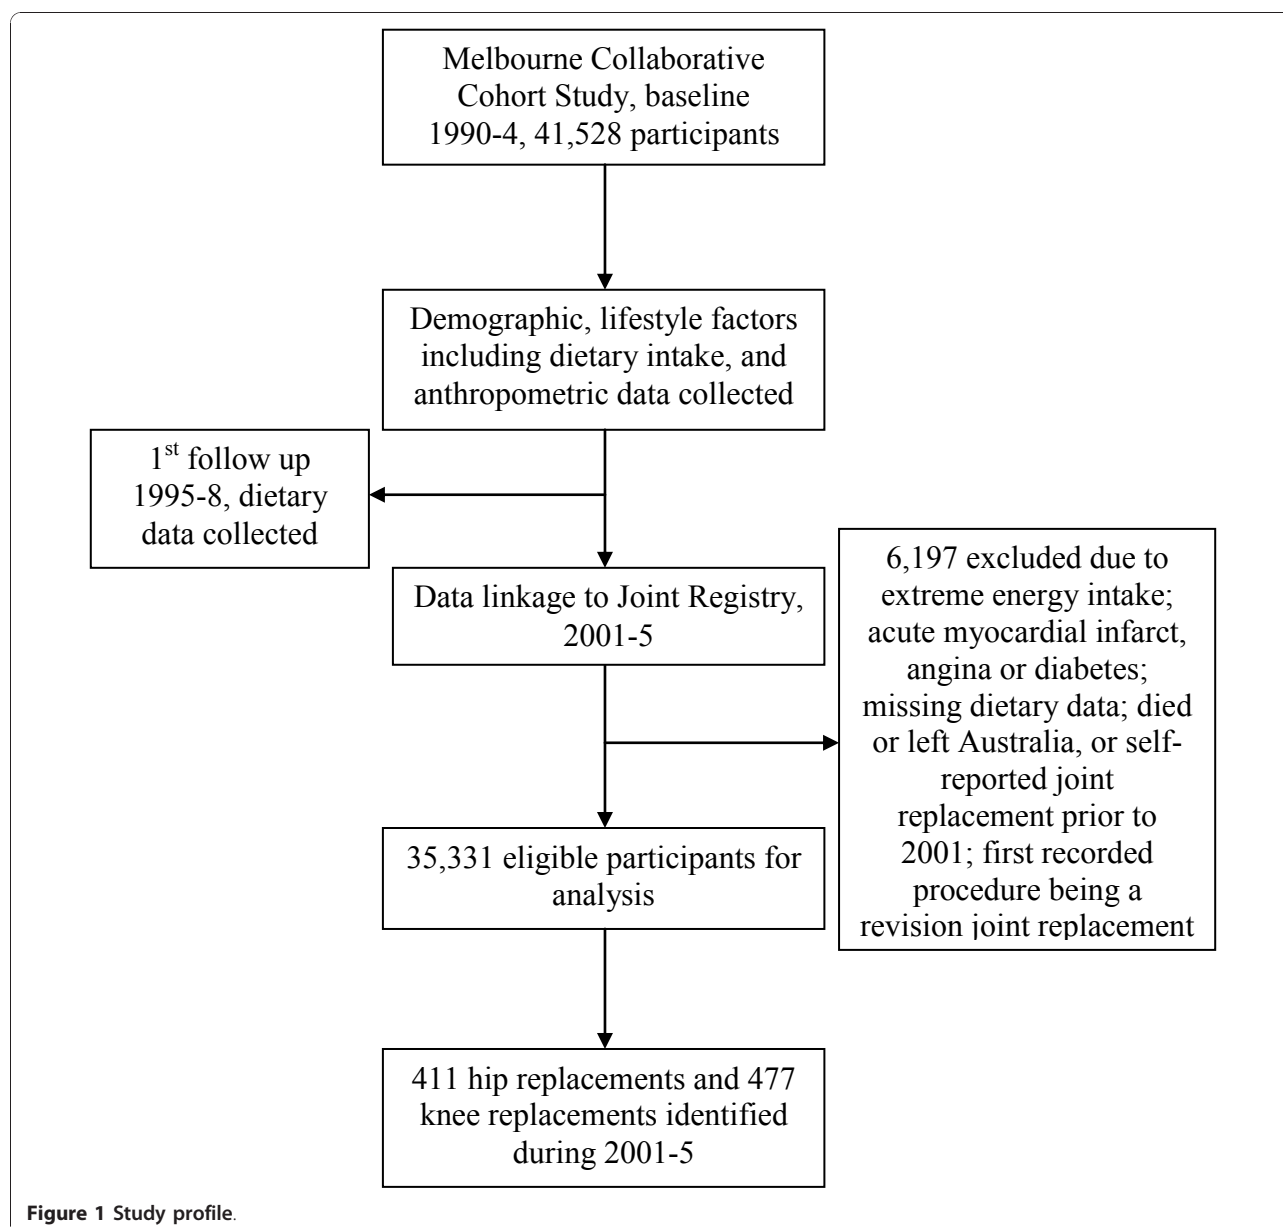 Melbourne Collaborative
Cohort Study, baseline
1990-4, 41,528 participants
Demographic, lifestyle factors
including dietary intake, and
anthropometric data collected
1st follow up
1995-8, dietary
data collected
Data linkage to Joint Registry,
2001-5
6,197 excluded due to
extreme energy intake;
acute myocardial infarct,
angina or diabetes;
missing dietary data; died
or left Australia, or self-
reported joint
replacement prior to
2001; first recorded
procedure being a
revision joint replacement
35,331 eligible participants for
analysis
411 hip replacements and 477
knee replacements identified
during 2001-5
Figure 1 Study profile.